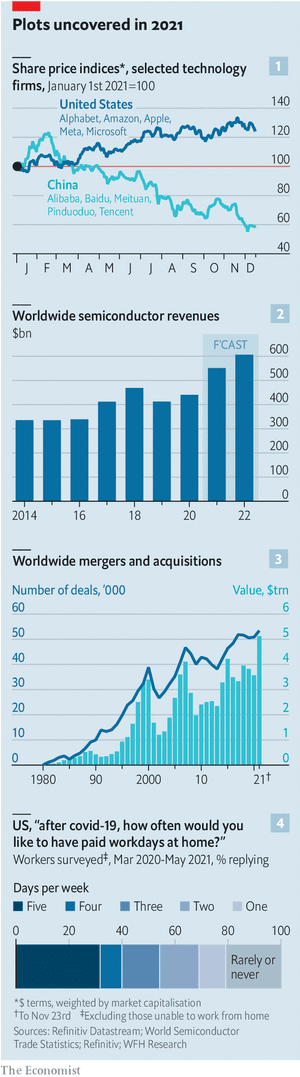 Plots uncovered in 2021
Share price indices*, selected technology
firms, January 1st 2021=100
1
United States
Alphabet, Amazon, Apple,
Meta, Microsoft
China
Alibaba, Baidu, Meituan,
Pinduoduo, Tencent
140
120
100
80
60
40
J F M A M J J A S O N D
Worldwide semiconductor revenues
2
$bn
F'CAST
600
500
400
300
200
100
0
2014 16 18 20 22
Worldwide mergers and acquisitions
3
Number of deals, '000
Value, $trn
60 6
50 5
40 4
30 3
20 2
10 1
0 0
1980 90 2000 10 21†
US, “after covid-19, how often would you
like to have paid workdays at home?”
4
Workers surveyed‡, Mar 2020-May 2021, % replying
Days per week
Five Four Three Two One
0 20 40 60 80 100
Rarely or
never
*$ terms, weighted by market capitalisation
†To Nov 23rd ‡Excluding those unable to work from home
Sources: Refinitiv Datastream; World Semiconductor
Trade Statistics; Refinitiv; WFH Research
The Economist